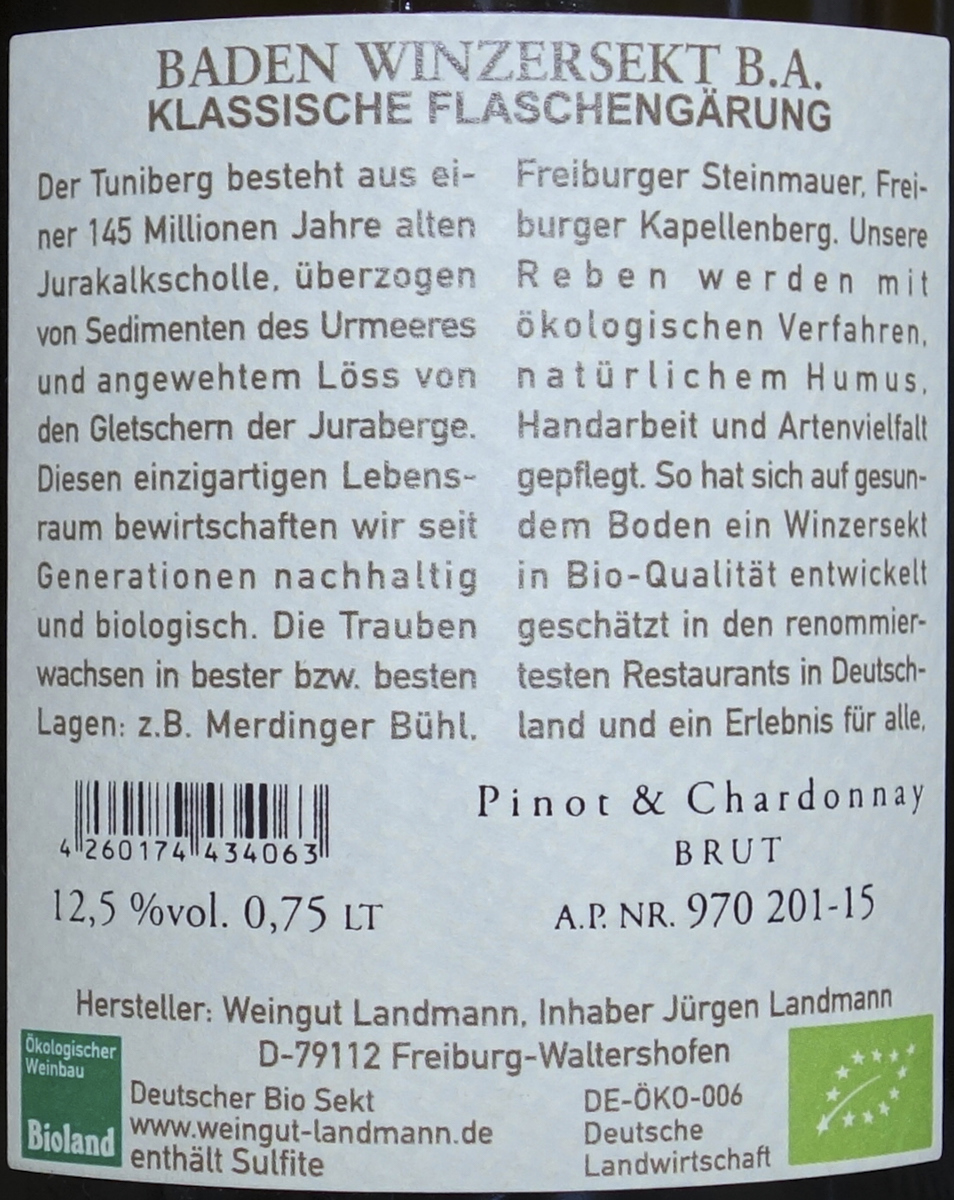 BADEN WINZERSEKT B.A.
KLASSISCHE FLASCHENGÄRUNG
Der Tuniberg besteht aus ei-
ner 145 Millionen Jahre alten
Jurakalkscholle, überzogen
von Sedimenten des Urmeeres
und angewehtem Löss von
den Gletschern der Juraberge.
Diesen einzigartigen Lebens-
raum bewirtschaften wir seit
Generationen nachhaltig
und biologisch. Die Trauben
wachsen in bester bzw. besten
Lagen: z.B. Merdinger Bühl,
Freiburger Steinmauer, Frei-
burger Kapellenberg. Unsere
Reben werden mit
ökologischen Verfahren,
natürlichem Humus,
Handarbeit und Artenvielfalt
gepflegt. So hat sich auf gesun-
dem Boden ein Winzersekt
in Bio-Qualität entwickelt
geschätzt in den renommier-
testen Restaurants in Deutsch-
land und ein Erlebnis für alle.
4 260174 434063
12,5 %vol. 0,75 LT
Pinot & Chardonnay
BRUT
A.P. NR. 970 201-15
Hersteller: Weingut Landmann, Inhaber Jürgen Landmann
D-79112 Freiburg-Waltershofen
Ökologischer
Weinbau
Bioland
Deutscher Bio Sekt
www.weingut-landmann.de
enthält Sulfite
DE-ÖKO-006
Deutsche
Landwirtschaft